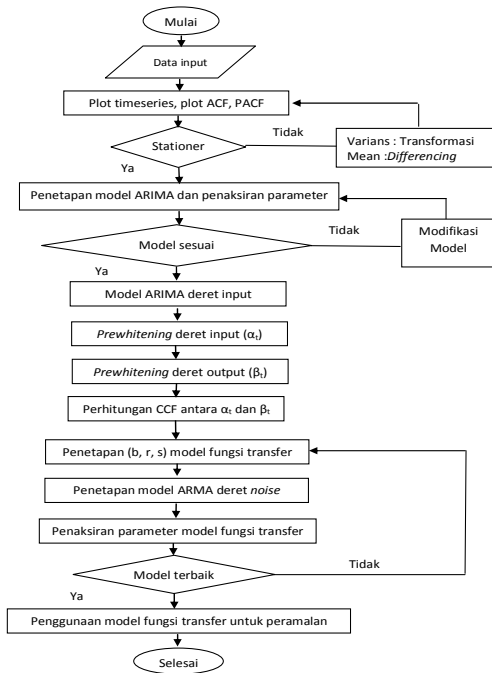 Mulai
Data input
Plot timeseries, plot ACF, PACF
Tidak
Stationer
Varians : Transformasi
Mean :Differencing
Ya
Penetapan model ARIMA dan penaksiran parameter
Tidak
Model sesuai
Modifikasi
Model
Ya
Model ARIMA deret input
Prewhitening deret input (αₜ)
Prewhitening deret output (βₜ)
Perhitungan CCF antara αₜ dan βₜ
Penetapan (b, r, s) model fungsi transfer
Penetapan model ARMA deret noise
Penaksiran parameter model fungsi transfer
Tidak
Model terbaik
Ya
Penggunaan model fungsi transfer untuk peramalan
Selesai